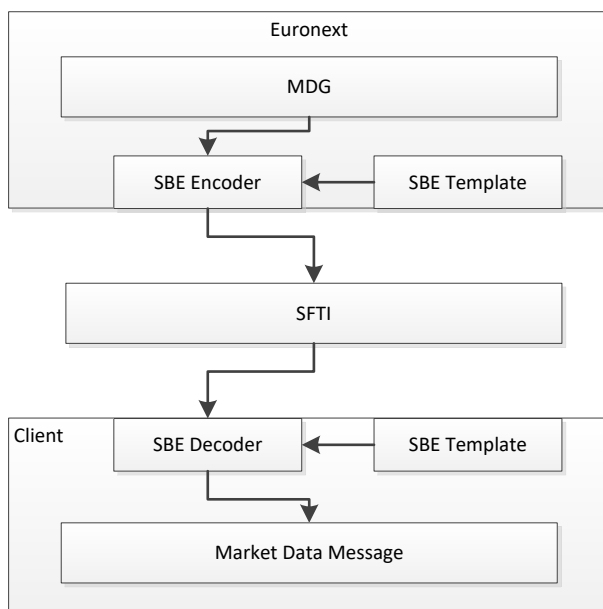 Euronext
MDG
SBE Encoder
SBE Template
SFTI
Client
SBE Decoder
SBE Template
Market Data Message